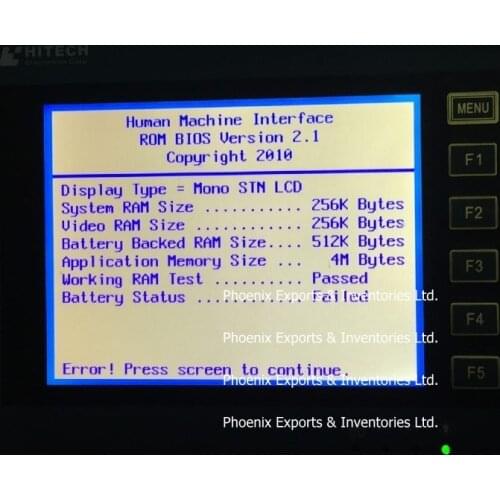 HITECH
Electronics Corp.
MENU
Human Machine Interface
ROM BIOS Version 2.1
Copyright 2010
F1
Display Type = Mono STN LCD
System RAM Size ........... 256K Bytes
Video RAM Size ............ 256K Bytes
F2
Battery Backed RAM Size.... 512K Bytes
Application Memory Size ... 4M Bytes
F3
Working RAM Test .......... Passed
Battery Status ............ Failed
Phoenix Exports & Inventories Ltd.
F4
Phoenix Exports & Inventories Ltd.
Error! Press screen to continue.
F5
Phoenix Exports & Inventories Ltd.
Phoenix Exports & Inventories Ltd.